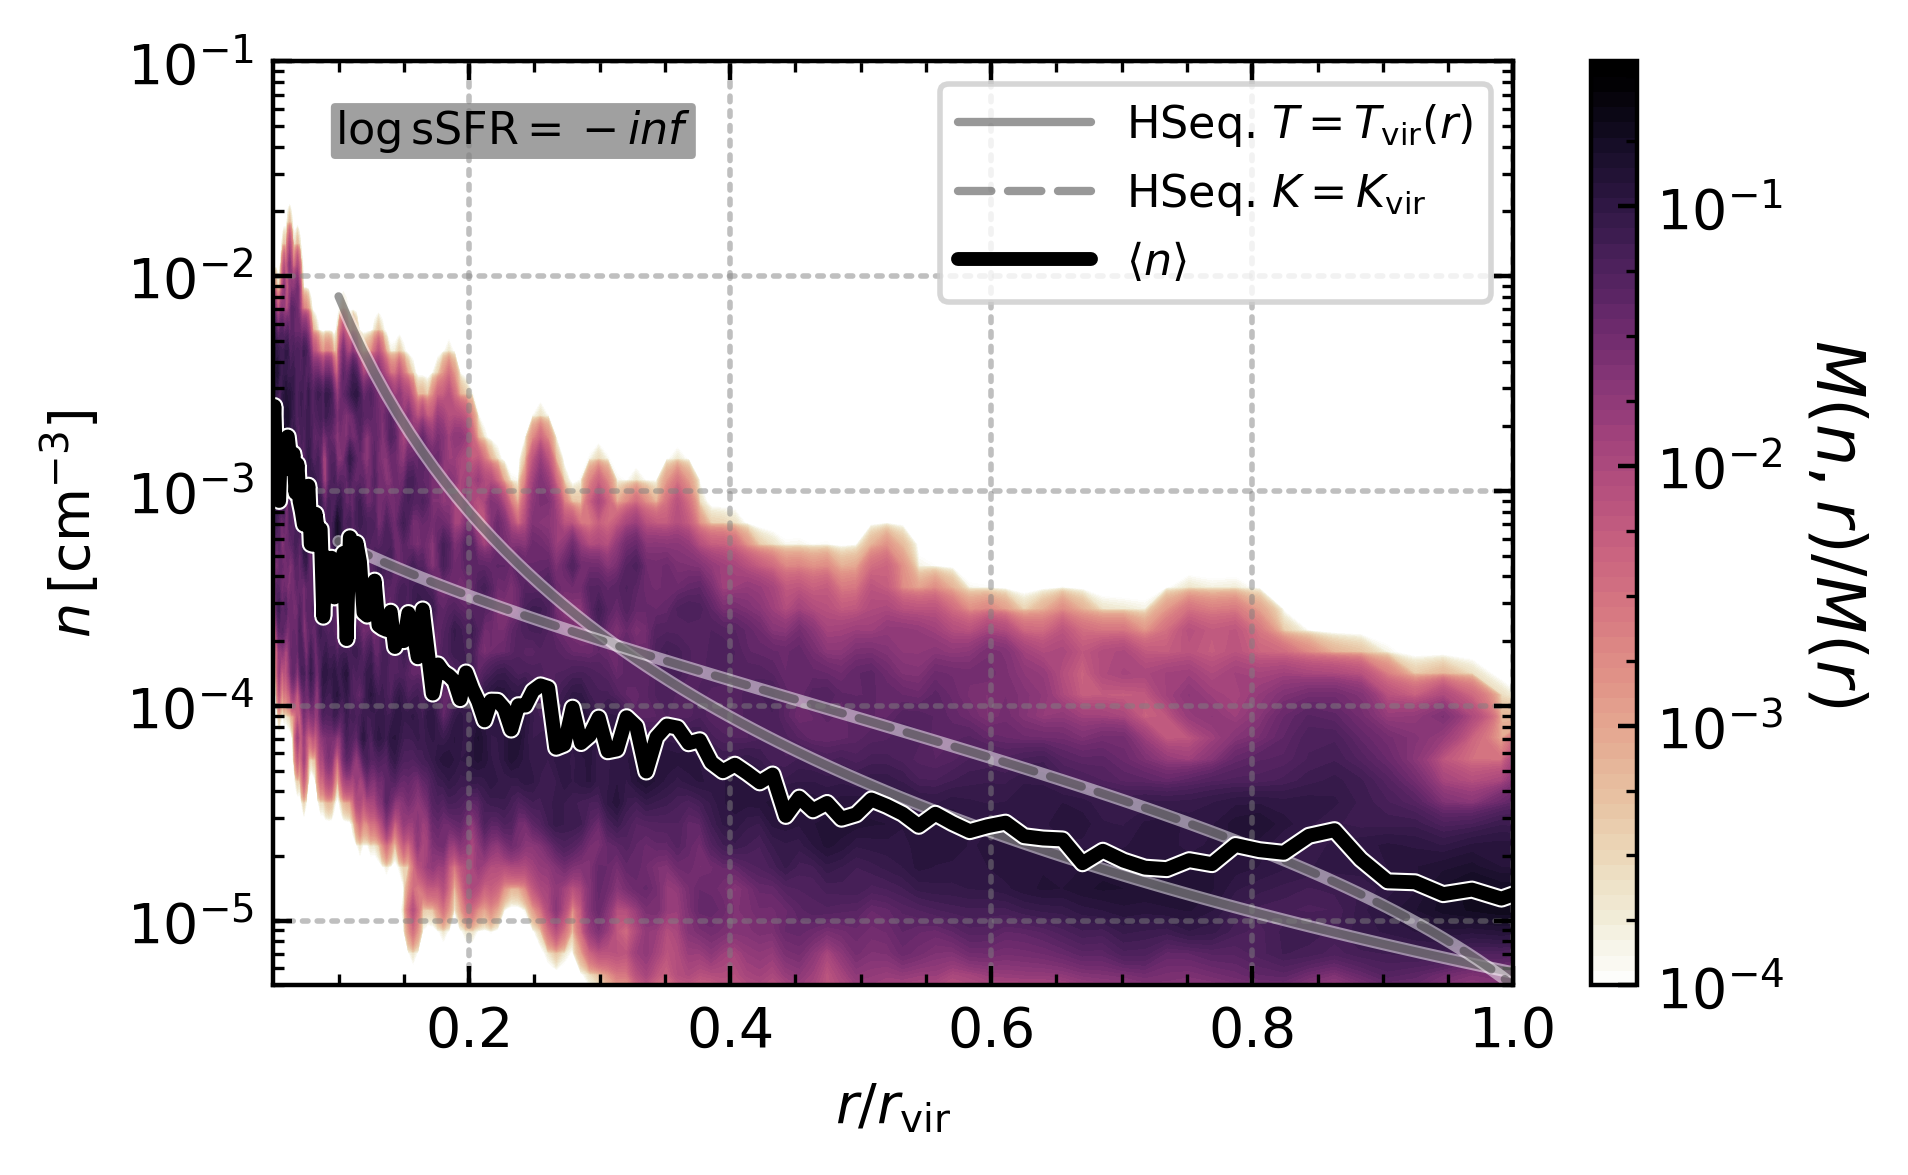 log sSFR = −inf
HSeq. T = T_vir(r)
HSeq. K = K_vir
⟨n⟩
10⁻¹
10⁻²
10⁻³
10⁻⁴
10⁻⁵
n [cm⁻³]
0.2 0.4 0.6 0.8 1.0
r/r_vir
10⁻¹
10⁻²
10⁻³
10⁻⁴
M(n, r)/M(r)